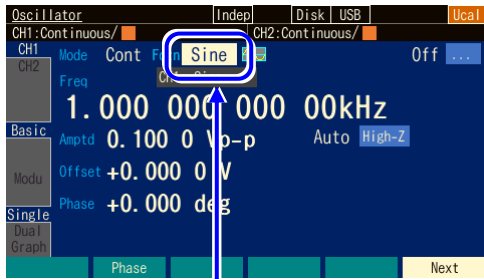 Oscillator Indep Disk USB Ucal
CH1:Continuous/ CH2:Continuous/
CH1 Mode Cont Sine Off ...
CH2
Freq
1. 000 000 000 00kHz
Basic Amptd 0. 100 0 Vp-p Auto High-Z
Modu Offset +0. 000 0 V
Phase +0. 000 deg
Single
Dual
Graph
Phase Next